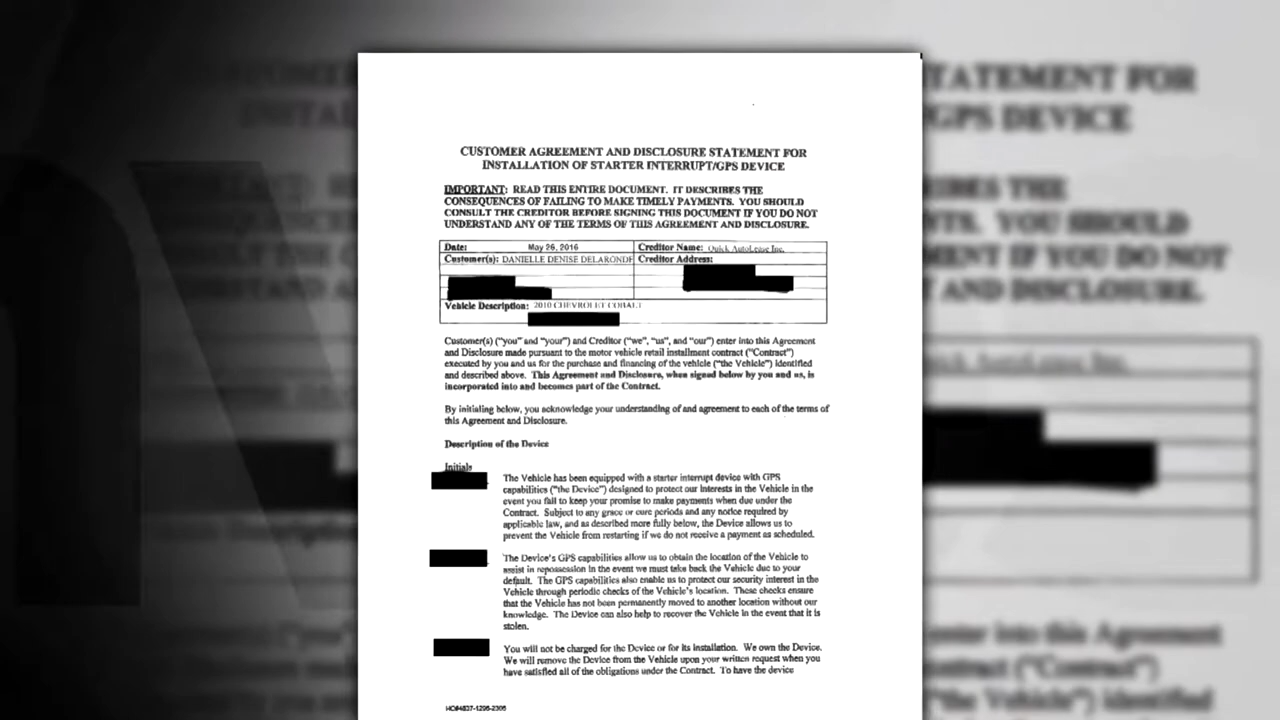 CUSTOMER AGREEMENT AND DISCLOSURE STATEMENT FOR
INSTALLATION OF STARTER INTERRUPT/GPS DEVICE
IMPORTANT: READ THIS ENTIRE DOCUMENT. IT DESCRIBES THE
CONSEQUENCES OF FAILING TO MAKE TIMELY PAYMENTS. YOU SHOULD
CONSULT THE CREDITOR BEFORE SIGNING THIS DOCUMENT IF YOU DO NOT
UNDERSTAND ANY OF THE TERMS OF THIS AGREEMENT AND DISCLOSURE.
Date: May 26, 2016 Creditor Name: Quick AutoLease Inc.
Customer(s): DANIELLE DENISE DELARONDE Creditor Address:
Vehicle Description: 2010 CHEVROLET COBALT
Customer(s) ("you" and "your") and Creditor ("we", "us", and "our") enter into this Agreement
and Disclosure made pursuant to the motor vehicle retail installment contract ("Contract")
executed by you and us for the purchase and financing of the vehicle ("the Vehicle") identified
and described above. This Agreement and Disclosure, when signed below by you and us, is
incorporated into and becomes part of the Contract.
By initialing below, you acknowledge your understanding of and agreement to each of the terms of
this Agreement and Disclosure.
Description of the Device
Initials
The Vehicle has been equipped with a starter interrupt device with GPS
capabilities ("the Device") designed to protect our interests in the Vehicle in the
event you fail to keep your promise to make payments when due under the
Contract. Subject to any grace or cure periods and any notice required by
applicable law, and as described more fully below, the Device allows us to
prevent the Vehicle from restarting if we do not receive a payment as scheduled.
The Device's GPS capabilities allow us to obtain the location of the Vehicle to
assist in repossession in the event we must take back the Vehicle due to your
default. The GPS capabilities also enable us to protect our security interest in the
Vehicle through periodic checks of the Vehicle's location. These checks ensure
that the Vehicle has not been permanently moved to another location without our
knowledge. The Device can also help to recover the Vehicle in the event that it is
stolen.
You will not be charged for the Device or for its installation. We own the Device.
We will remove the Device from the Vehicle upon your written request when you
have satisfied all of the obligations under the Contract. To have the device